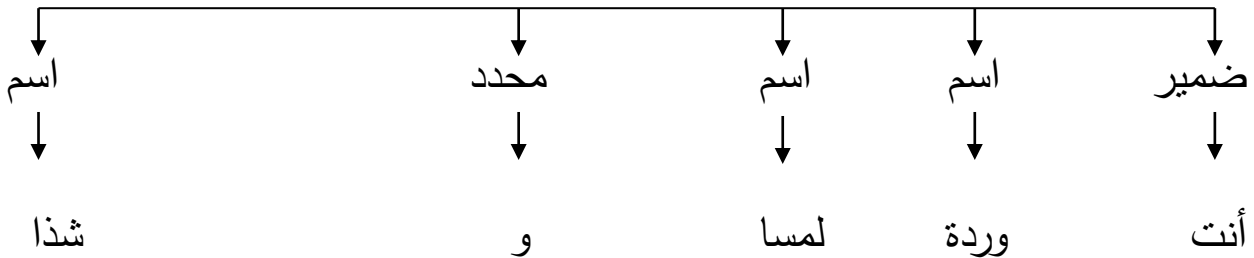 ضمير اسم اسم محدد اسم
أنت وردة لمسا و شذا